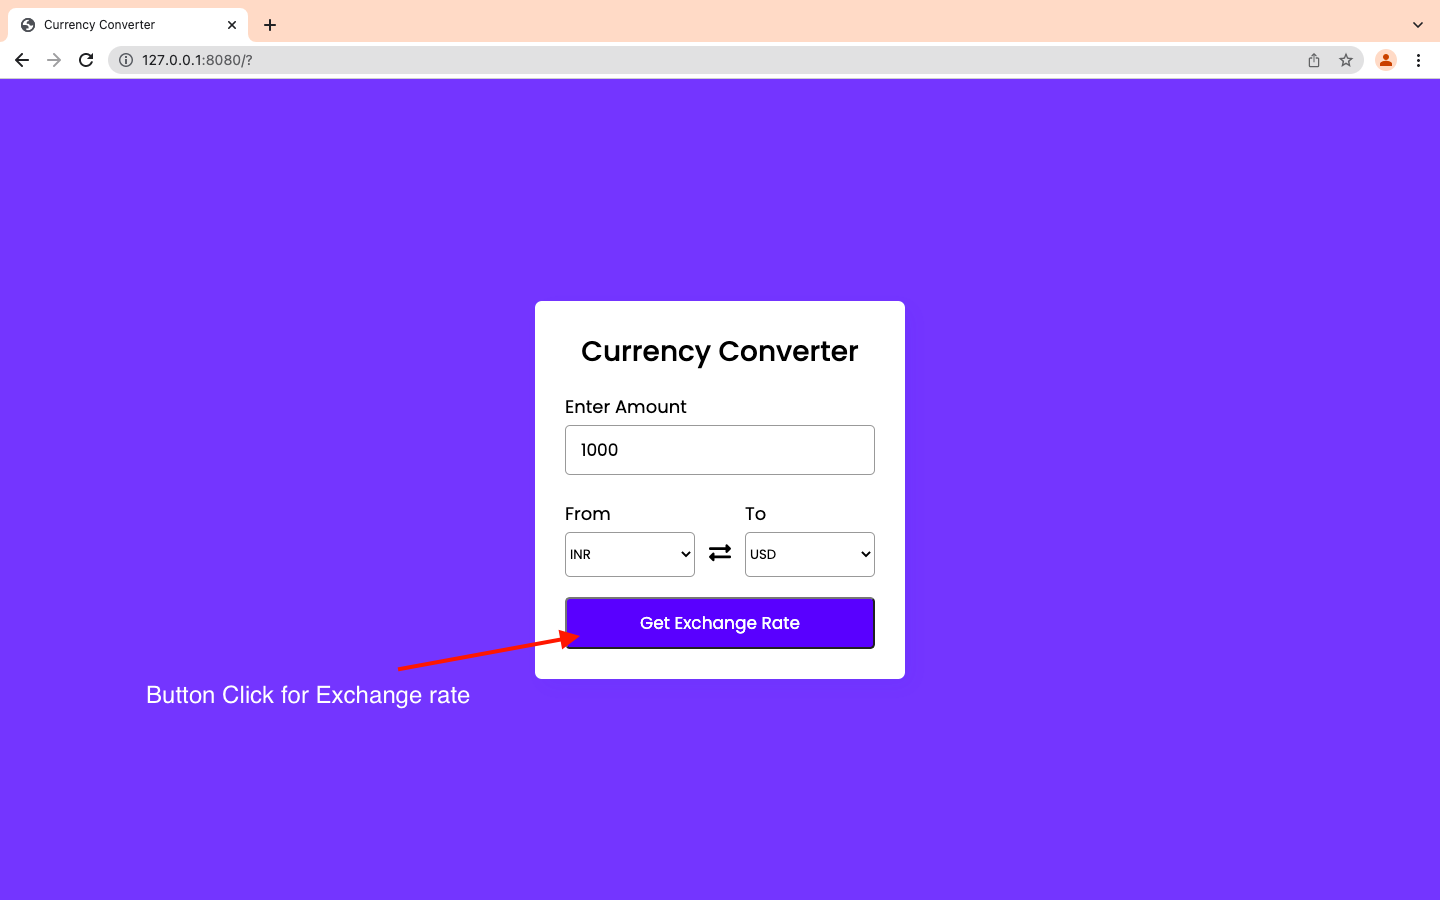 Currency Converter
127.0.0.1:8080/?
Currency Converter
Enter Amount
1000
From To
INR USD
Get Exchange Rate
Button Click for Exchange rate